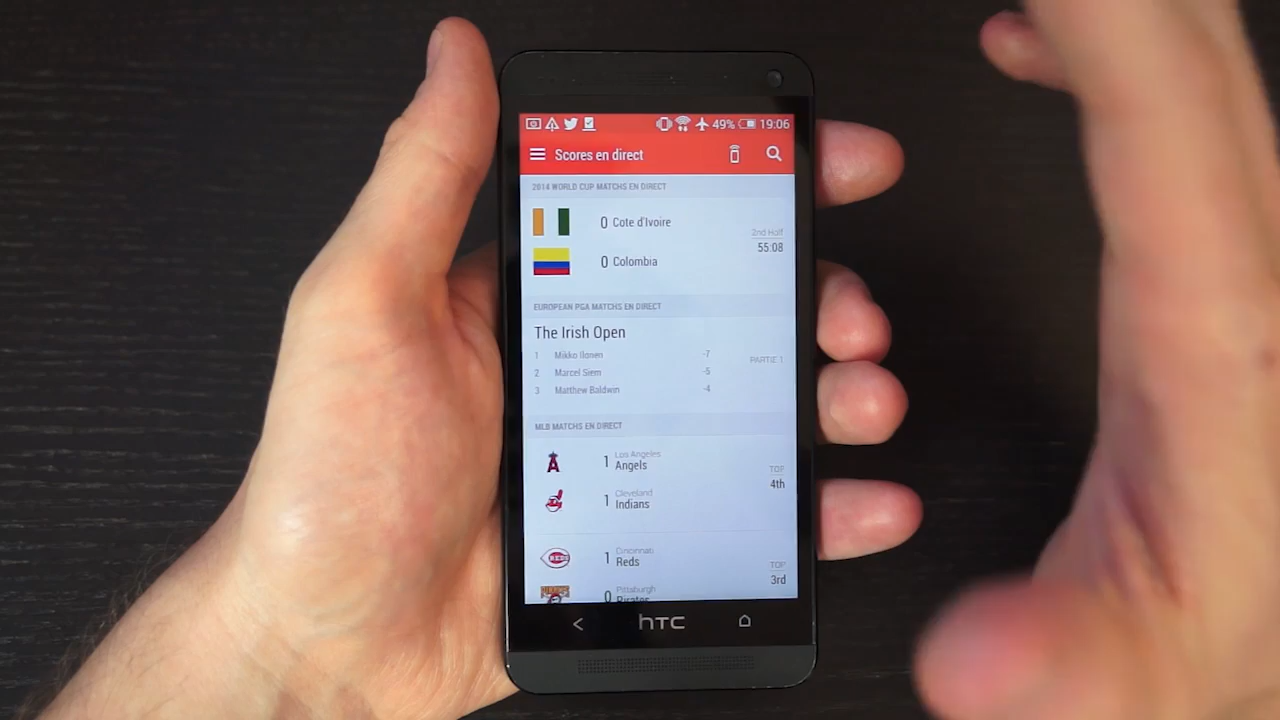 49% 19:06
Scores en direct
2014 WORLD CUP MATCHS EN DIRECT
0 Cote d'Ivoire
2nd Half
55:08
0 Colombia
EUROPEAN PGA MATCHS EN DIRECT
The Irish Open
1 Mikko Ilonen -7 PARTIE 1
2 Marcel Siem -5
3 Matthew Baldwin -4
MLB MATCHS EN DIRECT
Los Angeles
1 Angels
TOP
4th
Cleveland
1 Indians
Cincinnati
REDS 1 Reds
TOP
3rd
Pittsburgh
PIRATES 0 Pirates
hTC